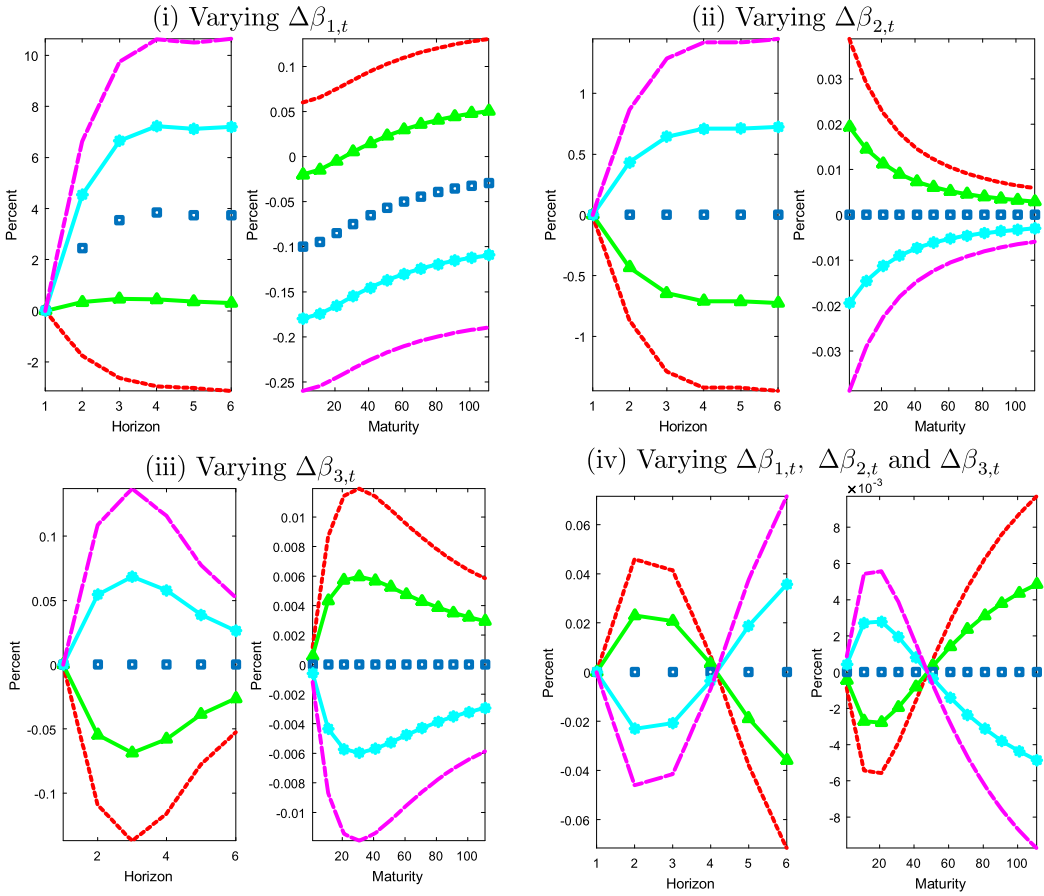 (i) Varying Δβ1,t
10
8
6
4
2
0
-2
Percent
1 2 3 4 5 6
Horizon
0.1
0.05
0
-0.05
-0.1
-0.15
-0.2
-0.25
Percent
20 40 60 80 100
Maturity
(ii) Varying Δβ2,t
1
0.5
0
-0.5
-1
Percent
1 2 3 4 5 6
Horizon
0.03
0.02
0.01
0
-0.01
-0.02
-0.03
Percent
20 40 60 80 100
Maturity
(iii) Varying Δβ3,t
0.1
0.05
0
-0.05
-0.1
Percent
2 4 6
Horizon
0.01
0.008
0.006
0.004
0.002
0
-0.002
-0.004
-0.006
-0.008
-0.01
Percent
20 40 60 80 100
Maturity
(iv) Varying Δβ1,t, Δβ2,t and Δβ3,t
0.06
0.04
0.02
0
-0.02
-0.04
-0.06
Percent
1 2 3 4 5 6
Horizon
×10-3
8
6
4
2
0
-2
-4
-6
-8
Percent
20 40 60 80 100
Maturity